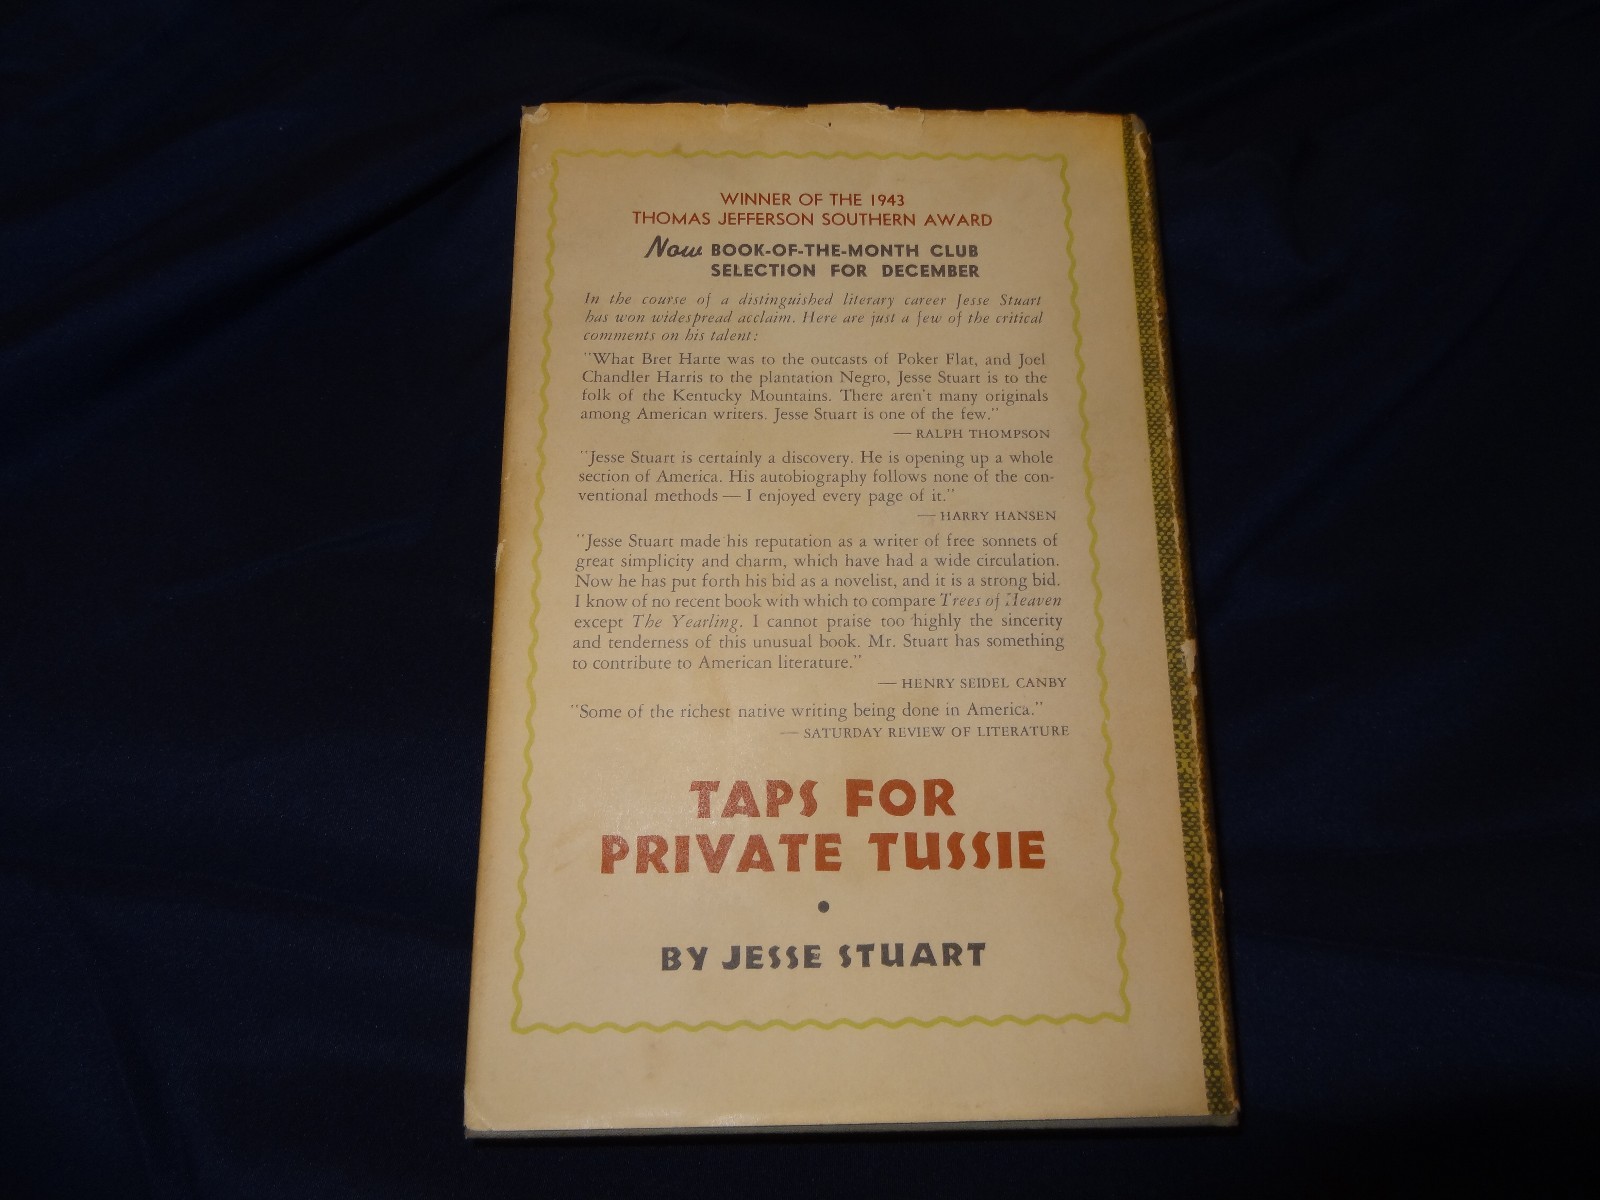 WINNER OF THE 1943
THOMAS JEFFERSON SOUTHERN AWARD
Now BOOK-OF-THE-MONTH CLUB
SELECTION FOR DECEMBER
In the course of a distinguished literary career Jesse Stuart
has won widespread acclaim. Here are just a few of the critical
comments on his talent:
"What Bret Harte was to the outcasts of Poker Flat, and Joel
Chandler Harris to the plantation Negro, Jesse Stuart is to the
folk of the Kentucky Mountains. There aren't many originals
among American writers. Jesse Stuart is one of the few."
— RALPH THOMPSON
"Jesse Stuart is certainly a discovery. He is opening up a whole
section of America. His autobiography follows none of the con-
ventional methods — I enjoyed every page of it."
— HARRY HANSEN
"Jesse Stuart made his reputation as a writer of free sonnets of
great simplicity and charm, which have had a wide circulation.
Now he has put forth his bid as a novelist, and it is a strong bid.
I know of no recent book with which to compare Trees of Heaven
except The Yearling. I cannot praise too highly the sincerity
and tenderness of this unusual book. Mr. Stuart has something
to contribute to American literature."
— HENRY SEIDEL CANBY
"Some of the richest native writing being done in America."
— SATURDAY REVIEW OF LITERATURE
TAPS FOR
PRIVATE TUSSIE
•
BY JESSE STUART